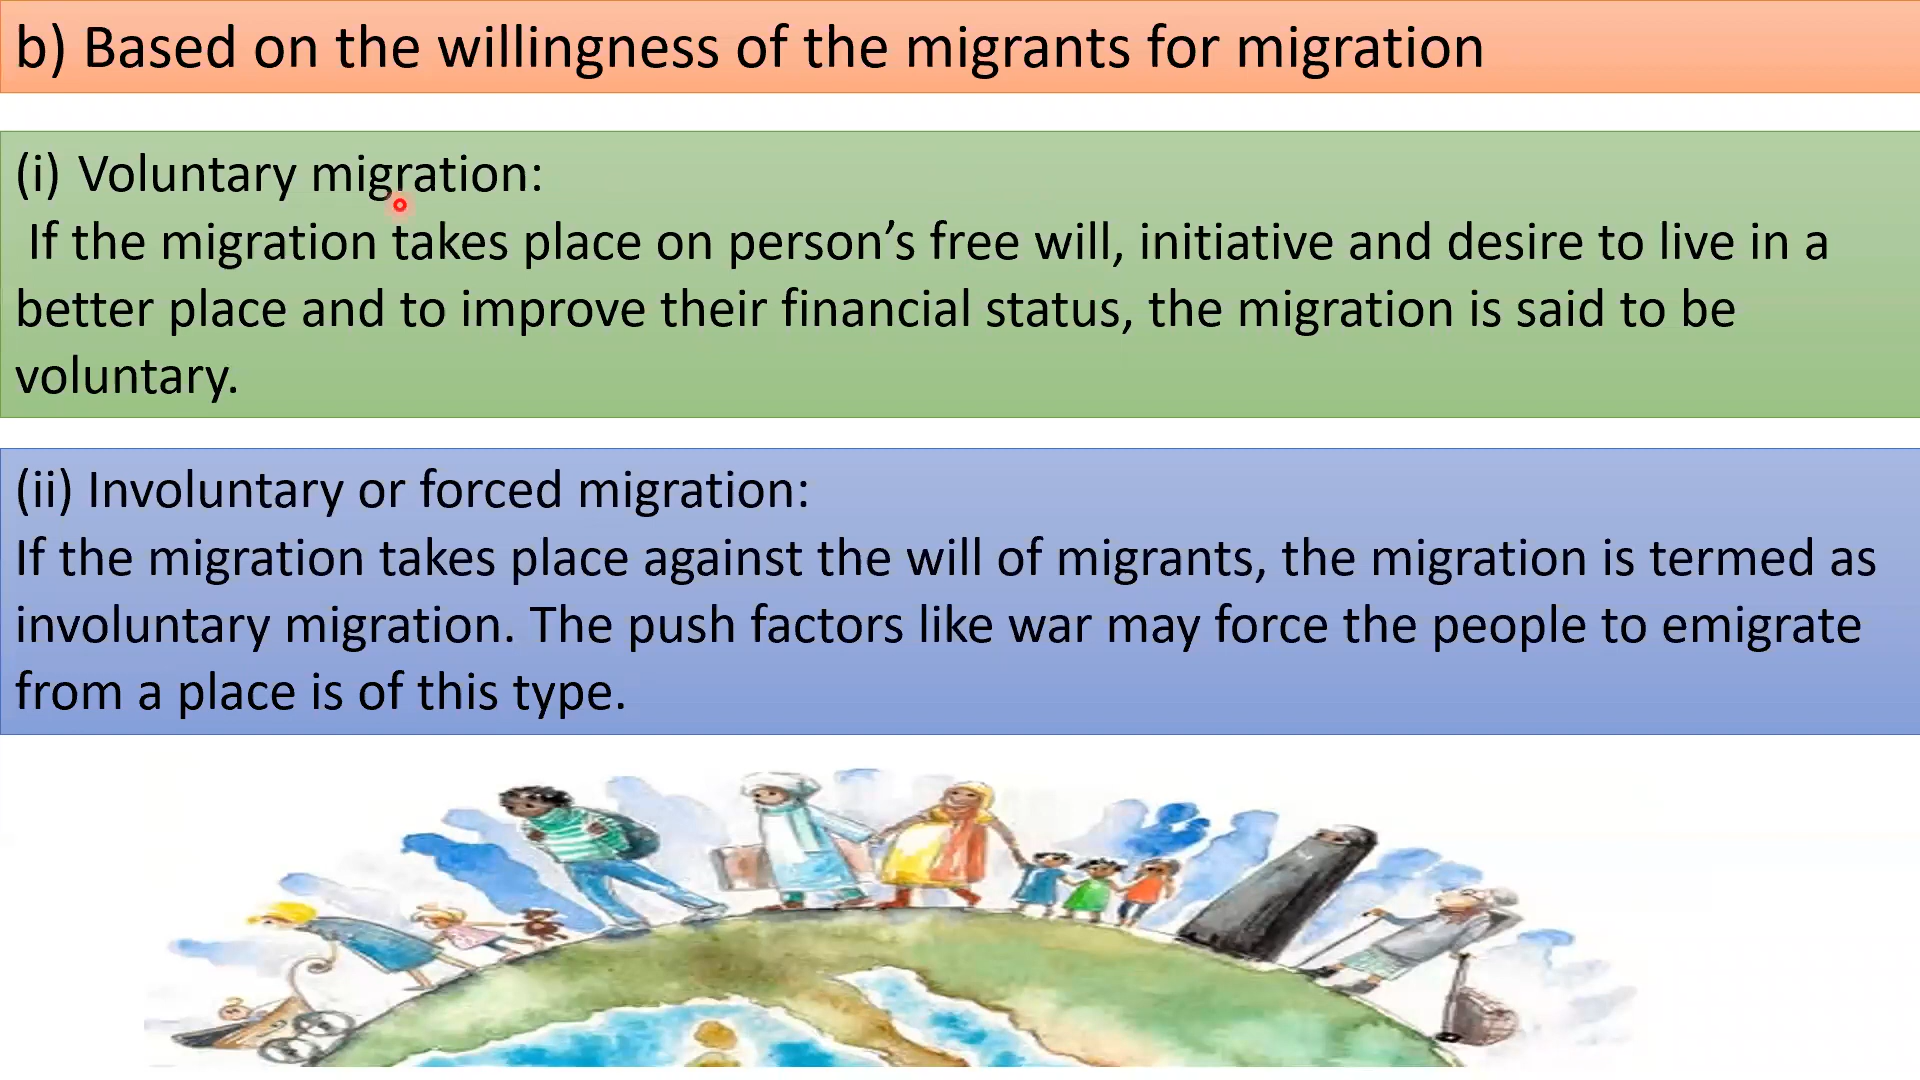 b) Based on the willingness of the migrants for migration
(i) Voluntary migration:
If the migration takes place on person’s free will, initiative and desire to live in a
better place and to improve their financial status, the migration is said to be
voluntary.
(ii) Involuntary or forced migration:
If the migration takes place against the will of migrants, the migration is termed as
involuntary migration. The push factors like war may force the people to emigrate
from a place is of this type.